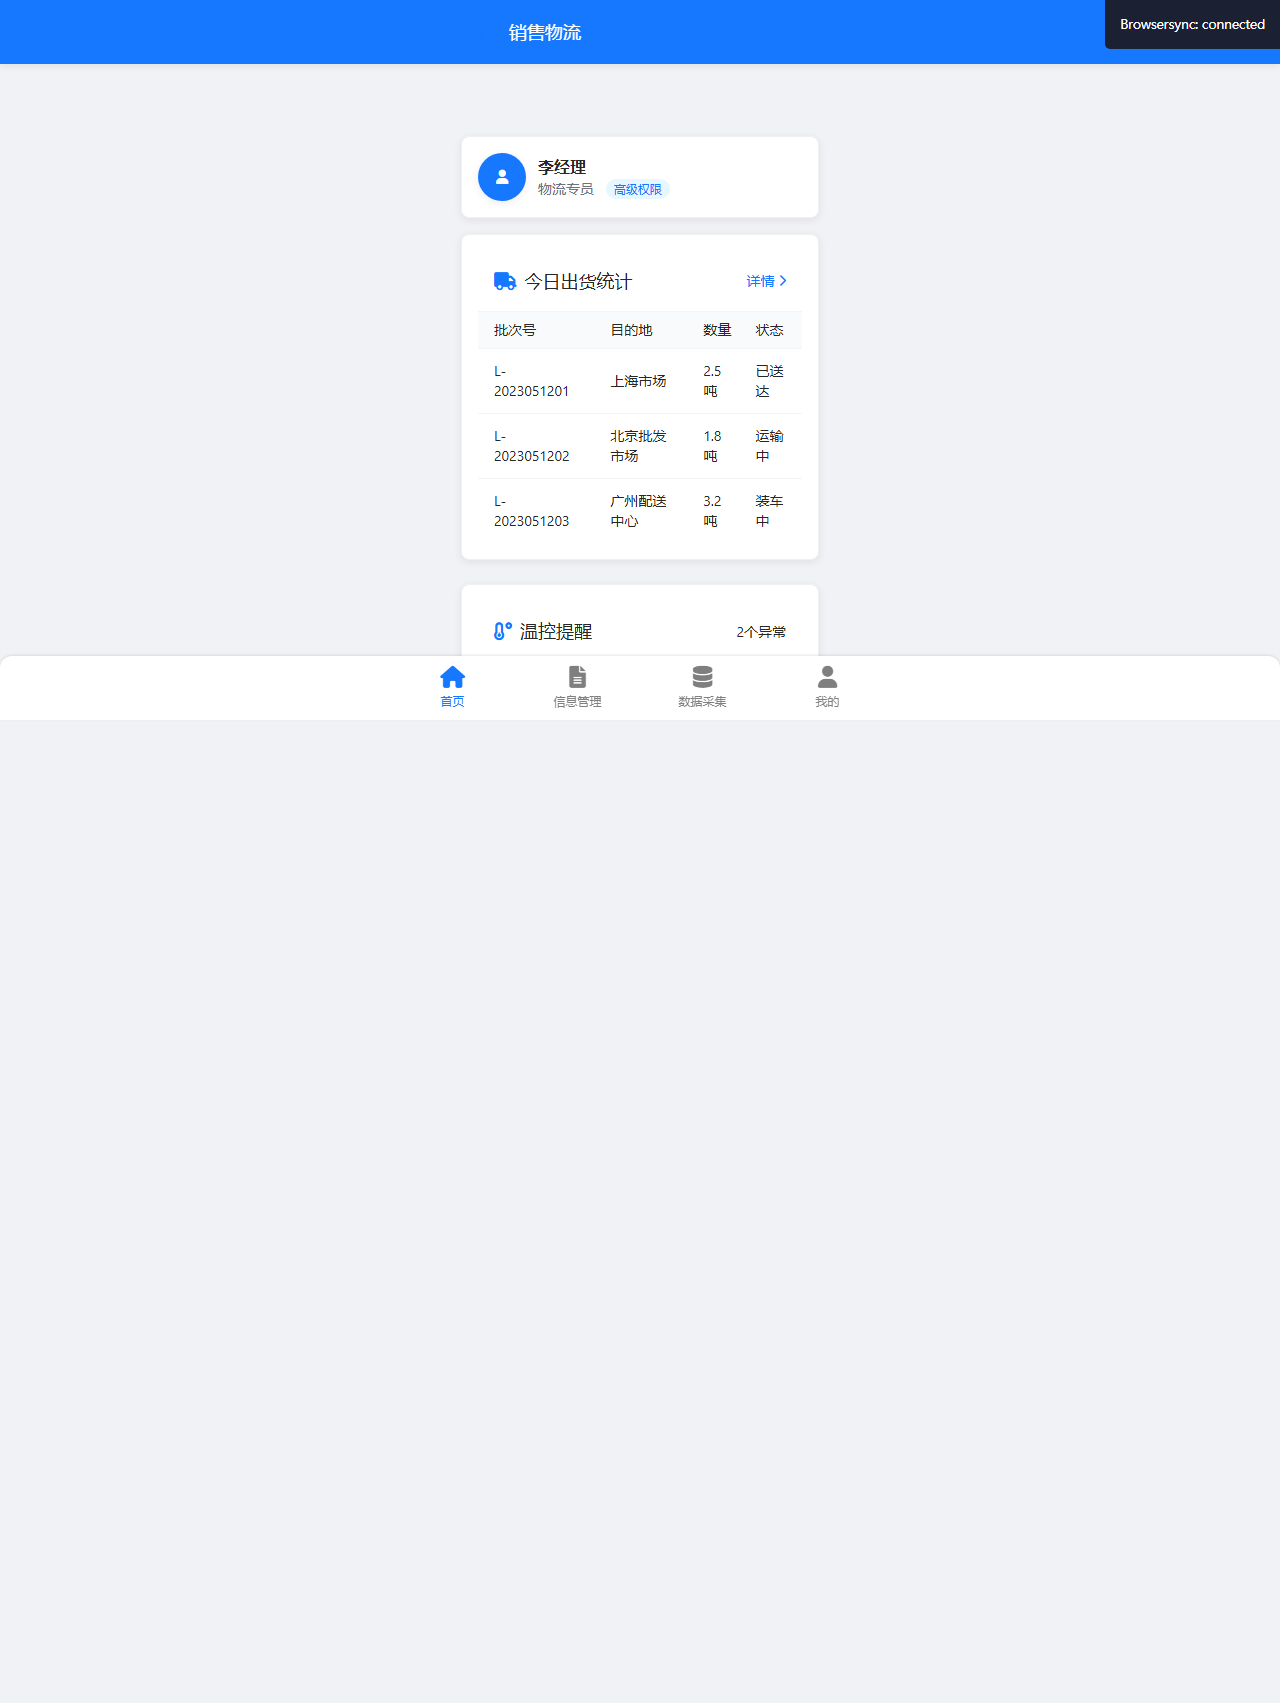 销售物流
Browsersync: connected
李经理
物流专员 高级权限
今日出货统计 详情
批次号 目的地 数量 状态
L-2023051201 上海市场 2.5吨 已送达
L-2023051202 北京批发市场 1.8吨 运输中
L-2023051203 广州配送中心 3.2吨 装车中
温控提醒 2个异常
首页 信息管理 数据采集 我的